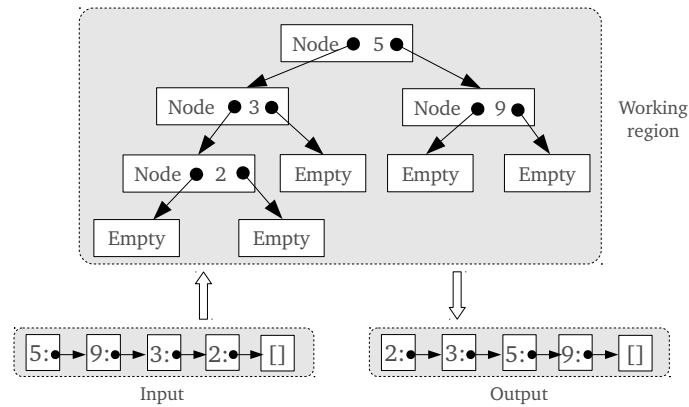 Node 5
Node 3
Node 9
Working
region
Node 2
Empty
Empty
Empty
Empty
Empty
5: 9: 3: 2: []
2: 3: 5: 9: []
Input
Output